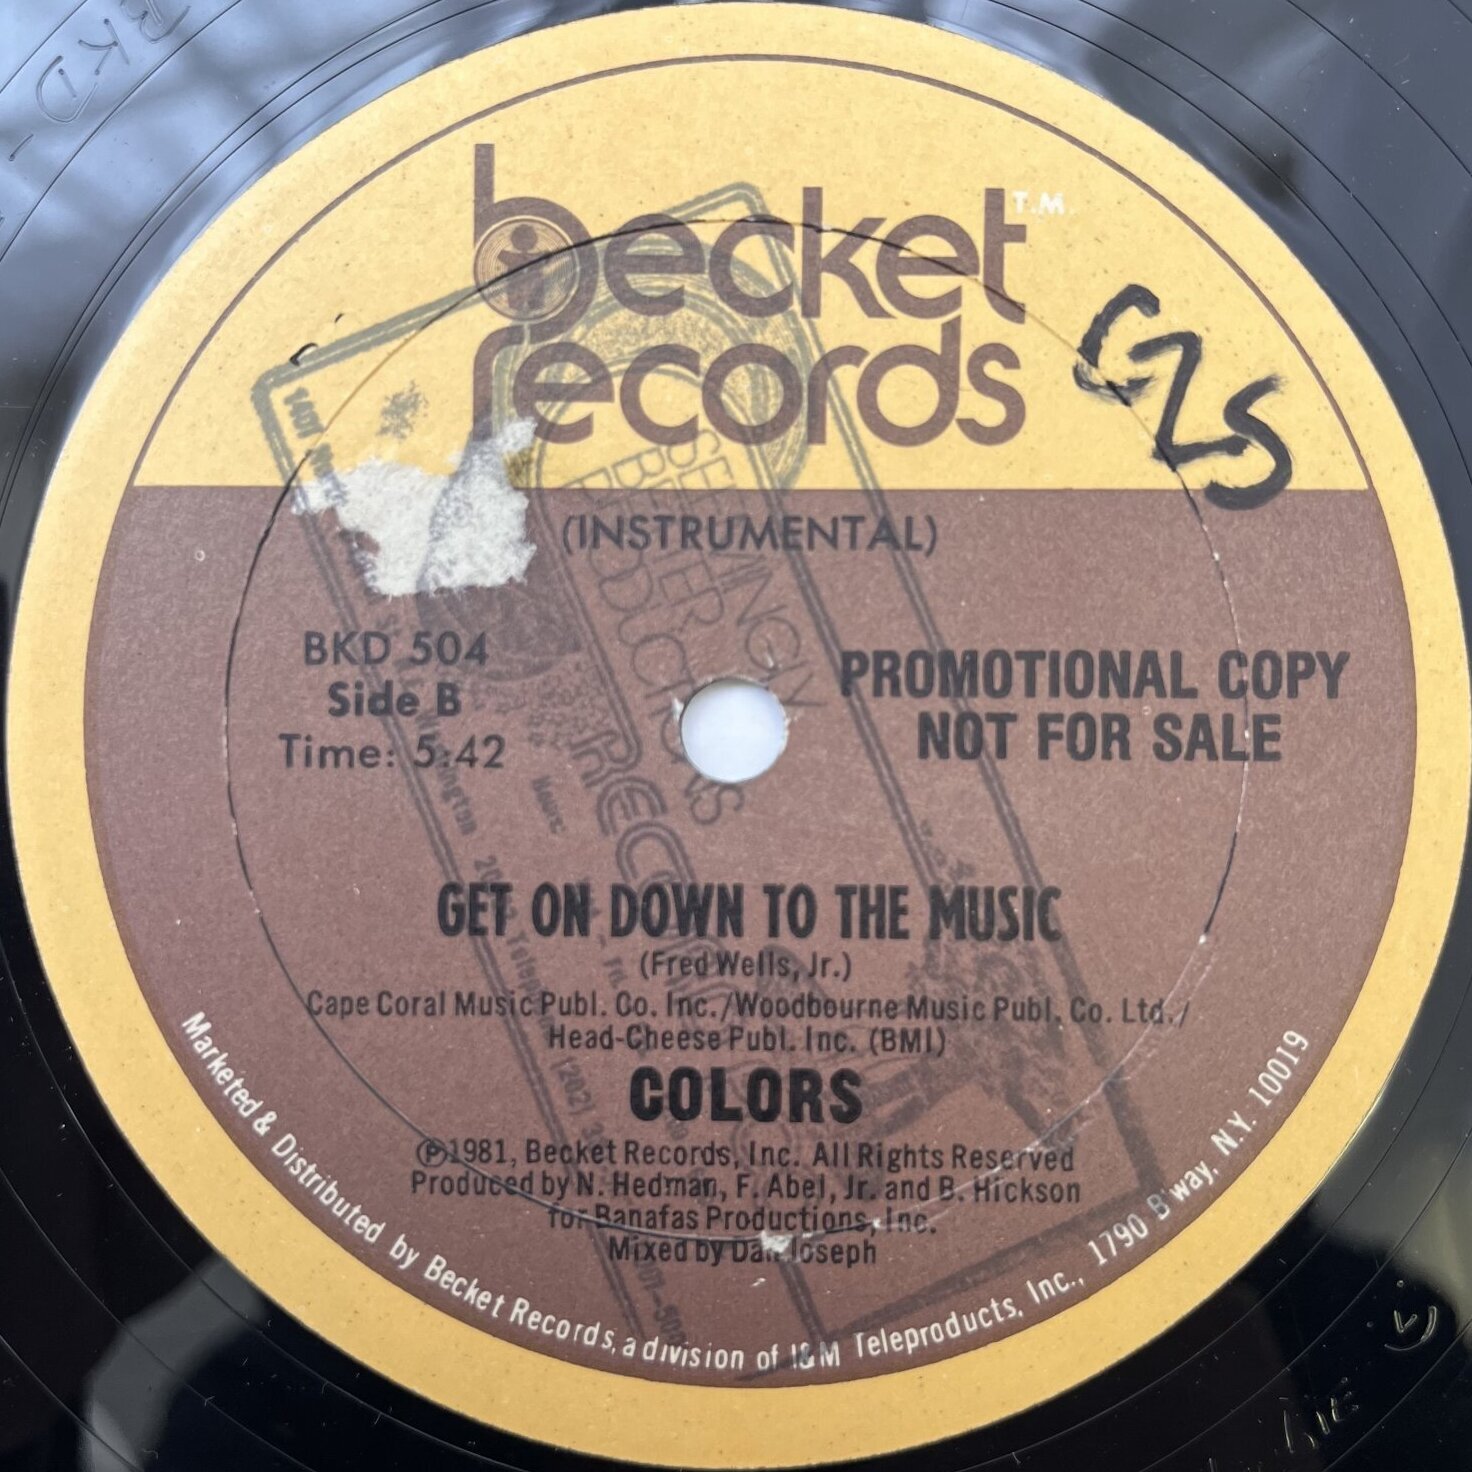 becket T.M.
records
C25
(INSTRUMENTAL)
BKD 504
Side B
Time: 5:42
PROMOTIONAL COPY
NOT FOR SALE
GET ON DOWN TO THE MUSIC
(Fred Wells, Jr.)
Cape Coral Music Publ. Co. Inc./Woodbourne Music Publ. Co. Ltd./
Head-Cheese Publ. Inc. (BMI)
COLORS
℗1981, Becket Records, Inc. All Rights Reserved
Produced by N. Hedman, F. Abel, Jr. and B. Hickson
for Banafas Productions, Inc.
Mixed by Dan Joseph
Marketed & Distributed by Becket Records, a division of I&M Teleproducts, Inc., 1790 B'way, N.Y. 10019
BKD